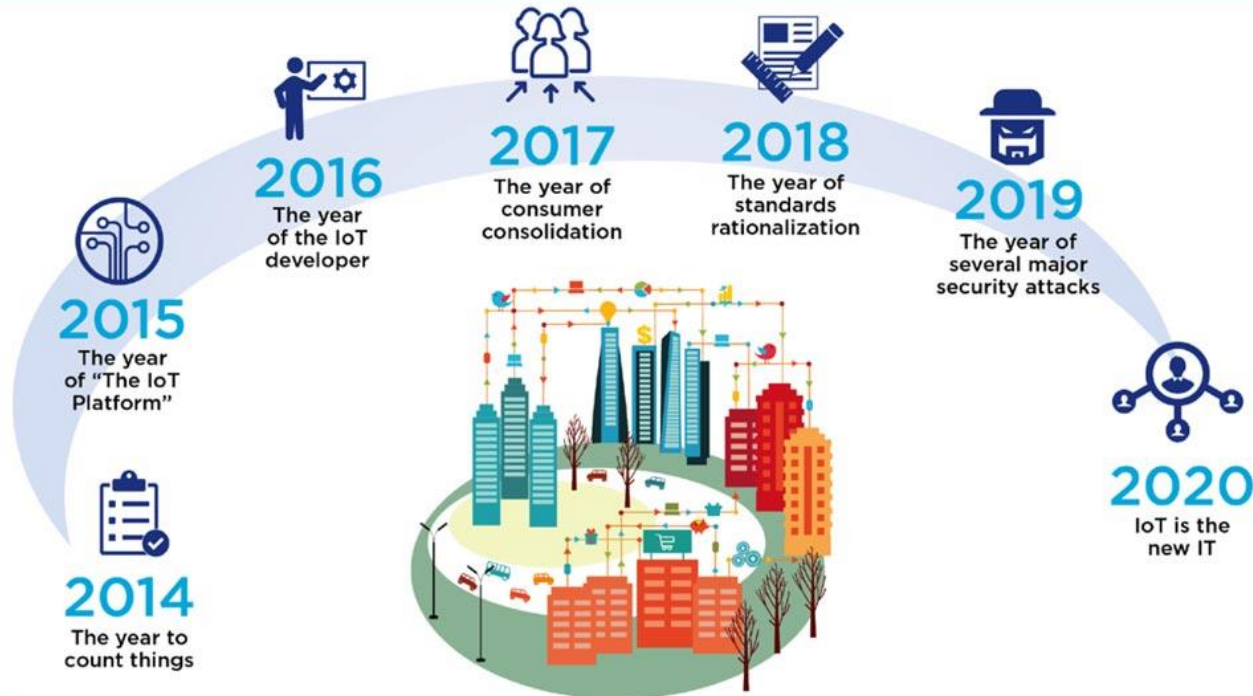 2014
The year to
count things
2015
The year
of “The IoT
Platform”
2016
The year
of the IoT
developer
2017
The year of
consumer
consolidation
2018
The year of
standards
rationalization
2019
The year of
several major
security attacks
2020
IoT is the
new IT
$